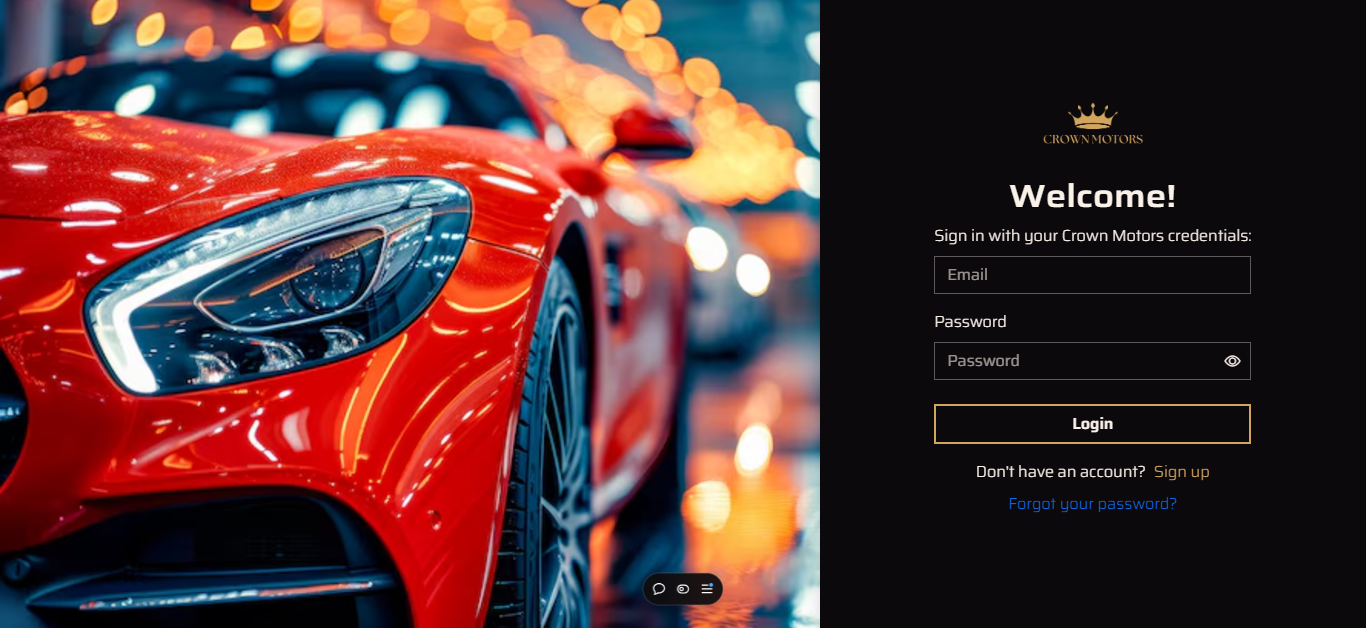 CROWN MOTORS
Welcome!
Sign in with your Crown Motors credentials:
Email
Password
Password
Login
Don't have an account? Sign up
Forgot your password?